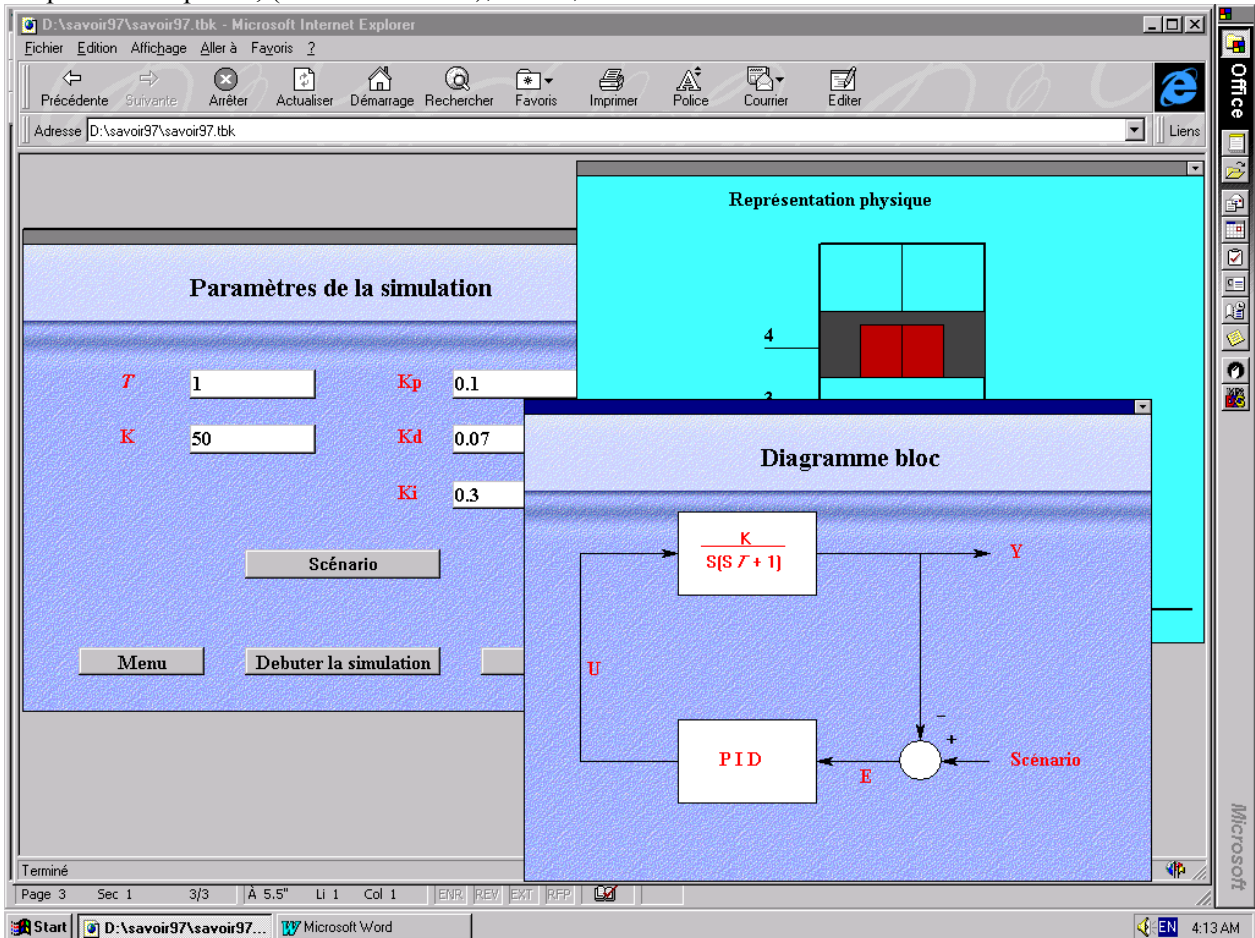 D:\savoir97\savoir97.tbk - Microsoft Internet Explorer
Fichier Edition Affichage Aller à Favoris ?
Précédente Suivante Arrêter Actualiser Démarrage Rechercher Favoris Imprimer Police Courrier Editer
Adresse D:\savoir97\savoir97.tbk Liens
Office
Représentation physique
4
3
Paramètres de la simulation
T 1 Kp 0.1
K 50 Kd 0.07
Ki 0.3
Scénario
Menu Debuter la simulation
Diagramme bloc
K
S(S T + 1)
Y
U
PID
E
-
+
Scénario
Microsoft
Terminé
Page 3 Sec 1 3/3 À 5.5" Li 1 Col 1 ENR REV EXT RFP
Start D:\savoir97\savoir97... Microsoft Word EN 4:13 AM